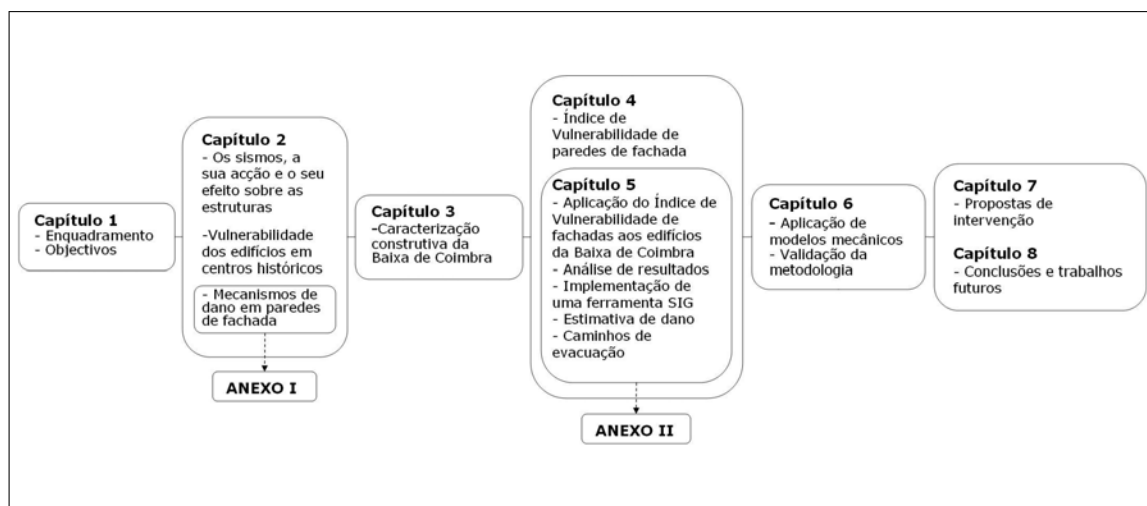 Capítulo 1
- Enquadramento
- Objectivos
Capítulo 2
- Os sismos, a
sua acção e o seu
efeito sobre as
estruturas
-Vulnerabilidade
dos edifícios em
centros históricos
- Mecanismos de
dano em paredes
de fachada
ANEXO I
Capítulo 3
-Caracterização
construtiva da
Baixa de Coimbra
Capítulo 4
- Índice de
Vulnerabilidade de
paredes de fachada
Capítulo 5
- Aplicação do Índice de
Vulnerabilidade de
fachadas aos edifícios
da Baixa de Coimbra
- Análise de resultados
- Implementação de
uma ferramenta SIG
- Estimativa de dano
- Caminhos de
evacuação
ANEXO II
Capítulo 6
- Aplicação de
modelos mecânicos
- Validação da
metodologia
Capítulo 7
- Propostas de
intervenção
Capítulo 8
- Conclusões e trabalhos
futuros